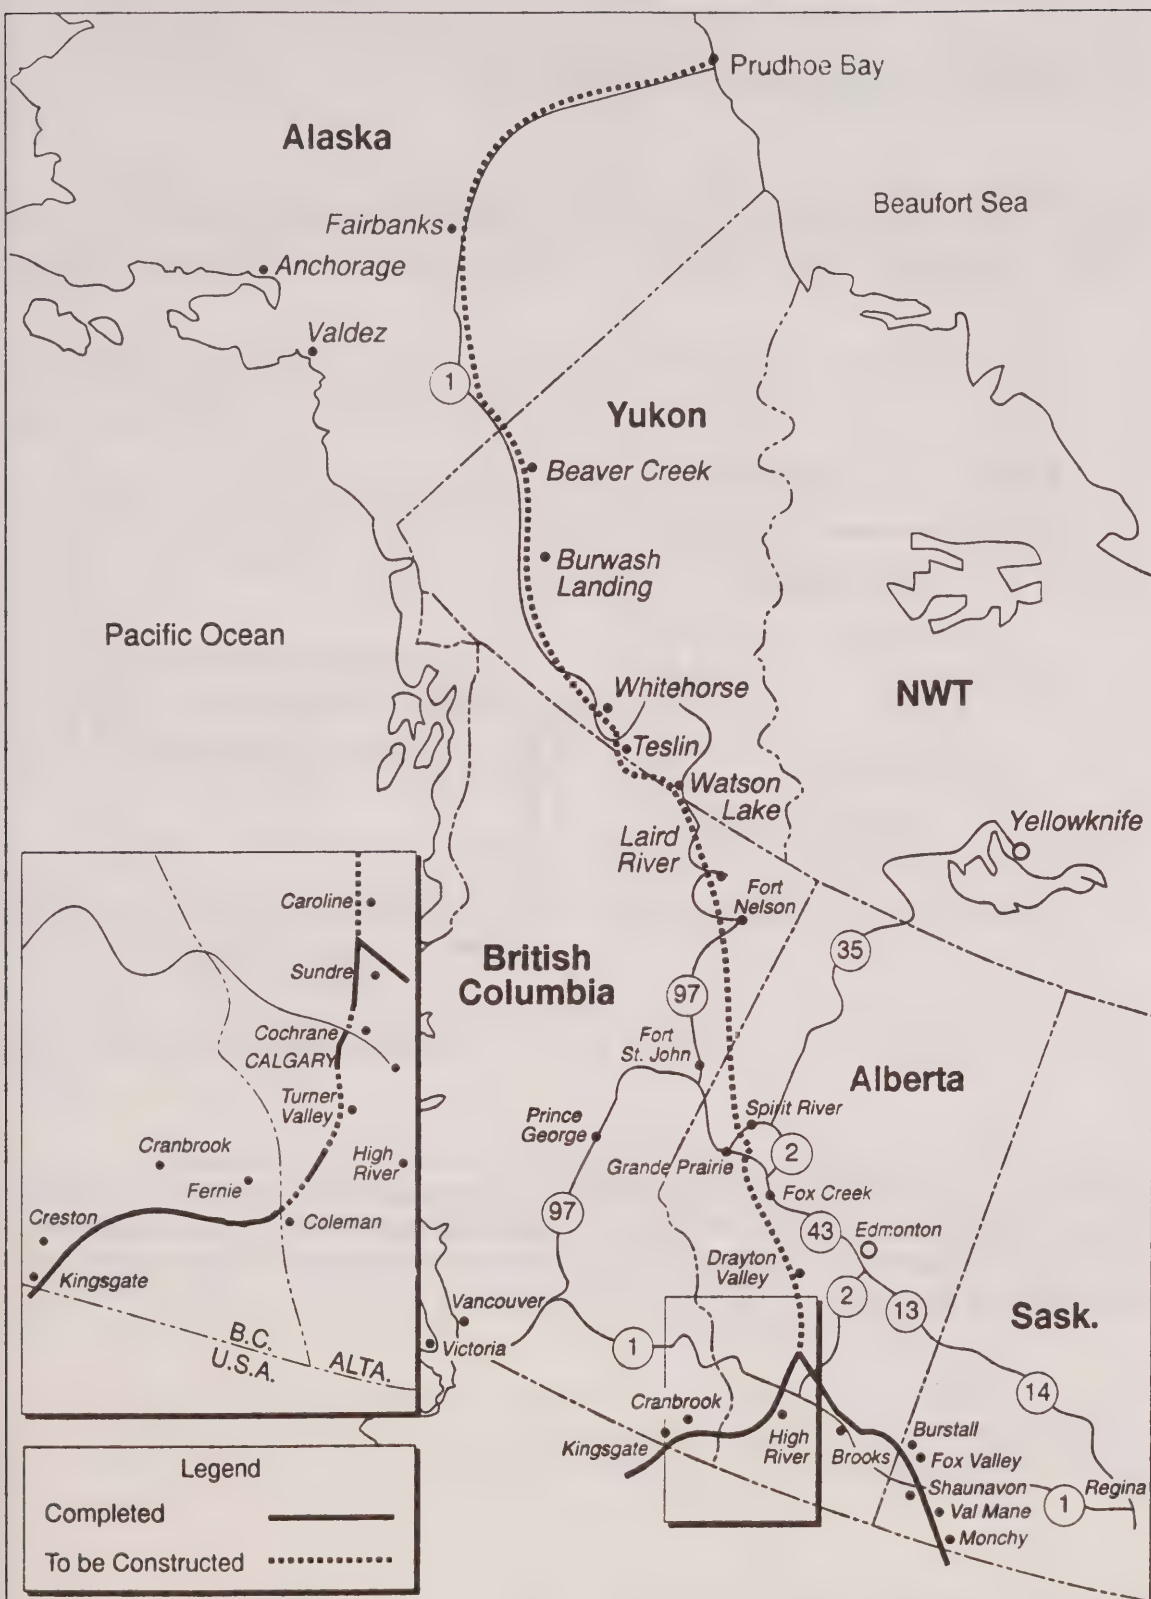 Prudhoe Bay
Alaska
Beaufort Sea
Fairbanks
Anchorage
Valdez
1
Yukon
Beaver Creek
Burwash
Landing
Pacific Ocean
NWT
Whitehorse
Teslin
Watson
Lake
Laird
River
Yellowknife
Fort
Nelson
35
British
Columbia
97
Fort
St. John
Alberta
Spirit River
Prince
George
2
Grande Prairie
Fox Creek
97
43
Edmonton
Drayton
Valley
2
13
Vancouver
Sask.
Victoria
1
14
Cranbrook
Kingsgate
High
River
Brooks
Burstall
Fox Valley
Shaunavon
Regina
1
Val Mane
Monchy
Caroline
Sundre
Cochrane
CALGARY
Turner
Valley
Cranbrook
High
River
Fernie
Creston
Coleman
Kingsgate
B.C.
U.S.A.
ALTA.
Legend
Completed
To be Constructed